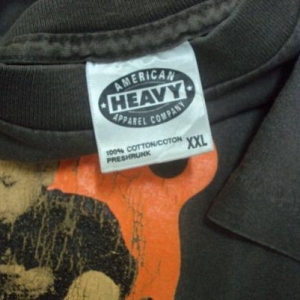 AMERICAN
HEAVY
APPAREL COMPANY
100% COTTON/COTON
PRESHRUNK
XXL